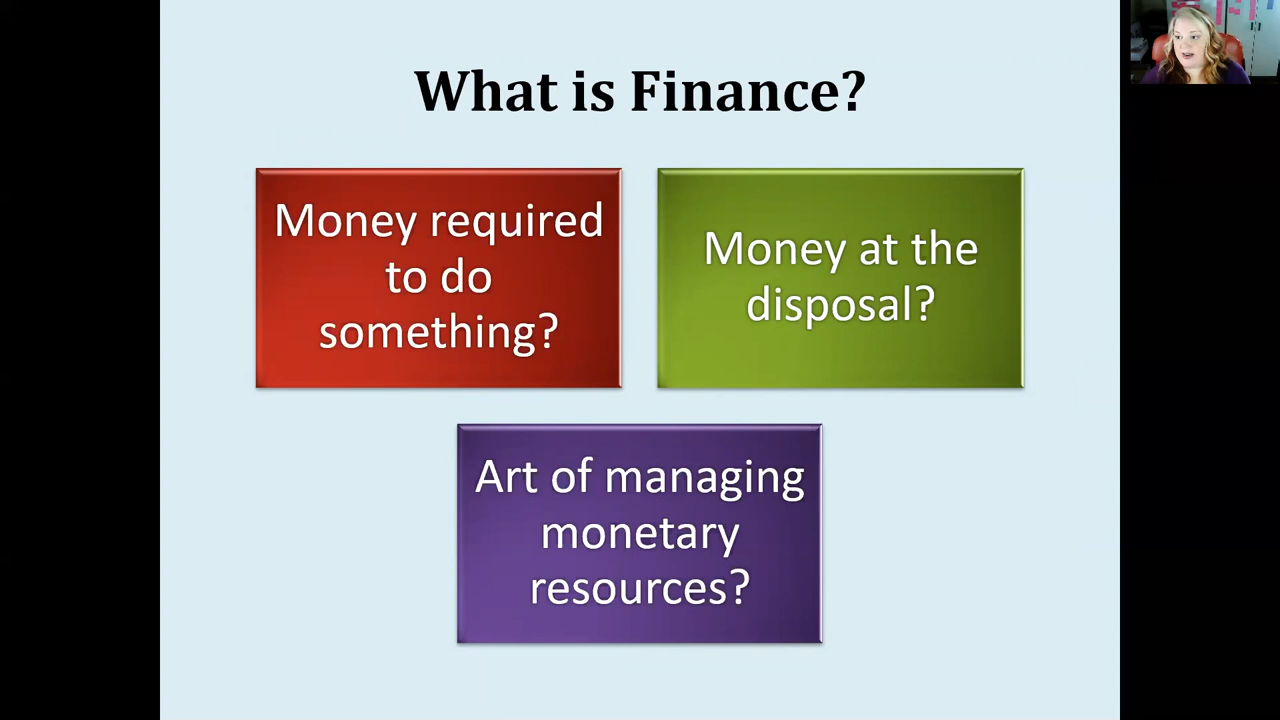 What is Finance?
Money required
to do
something?
Money at the
disposal?
Art of managing
monetary
resources?